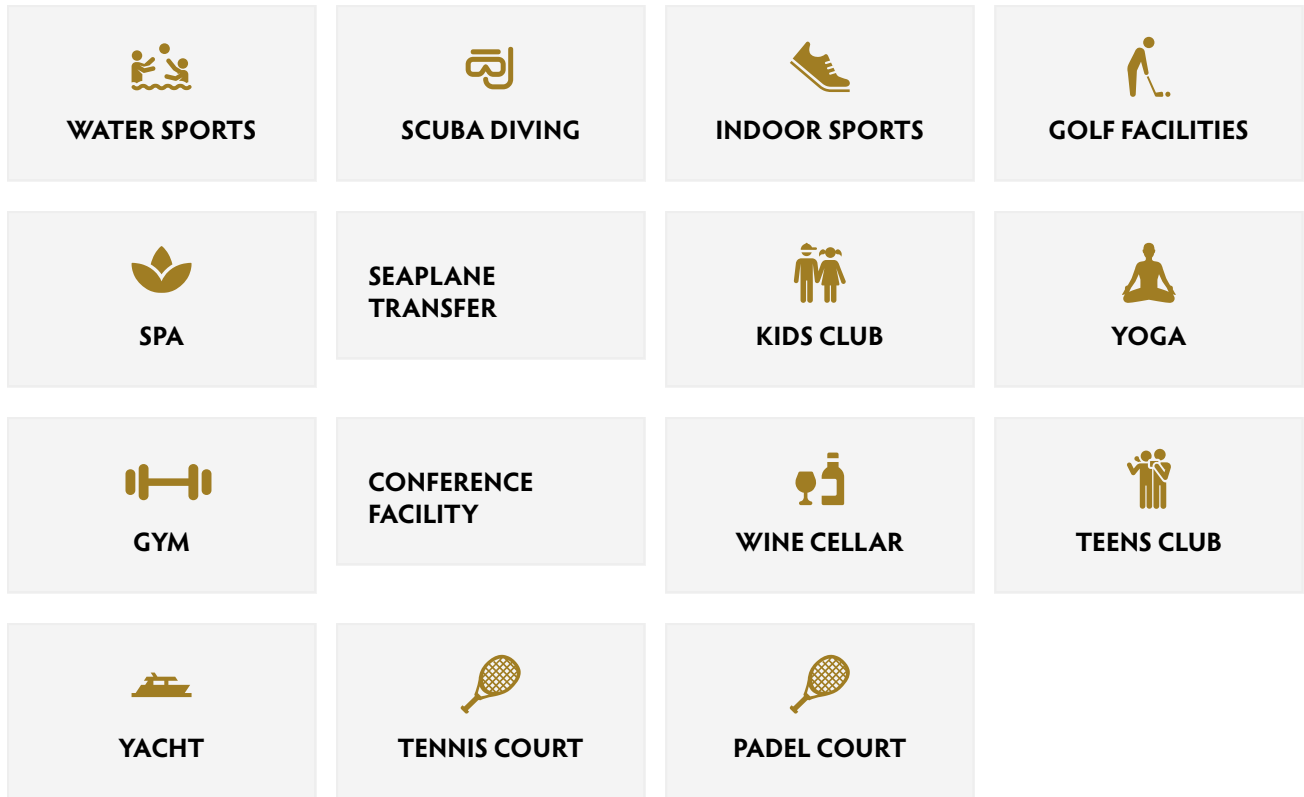 WATER SPORTS
SCUBA DIVING
INDOOR SPORTS
GOLF FACILITIES
SPA
SEAPLANE
TRANSFER
KIDS CLUB
YOGA
GYM
CONFERENCE
FACILITY
WINE CELLAR
TEENS CLUB
YACHT
TENNIS COURT
PADEL COURT